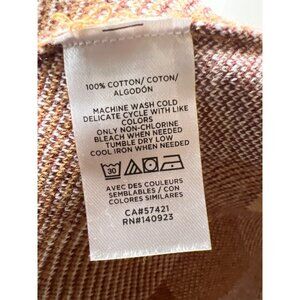 100% COTTON/ COTON/
ALGODÓN
MACHINE WASH COLD
DELICATE CYCLE WITH LIKE
COLORS
ONLY NON-CHLORINE
BLEACH WHEN NEEDED
TUMBLE DRY LOW
COOL IRON WHEN NEEDED
30
AVEC DES COULEURS
SEMBLABLES / CON
COLORES SIMILARES
CA#57421
RN#140923